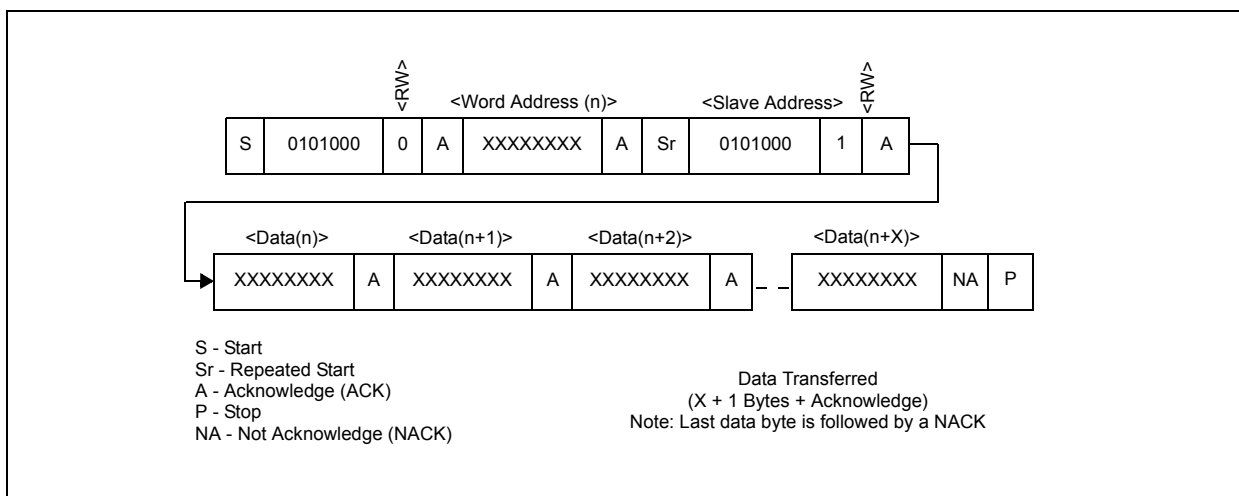 <RW> <Word Address (n)> <Slave Address> <RW>
S 0101000 0 A XXXXXXXX A Sr 0101000 1 A
<Data(n)> <Data(n+1)> <Data(n+2)> <Data(n+X)>
XXXXXXXX A XXXXXXXX A XXXXXXXX A XXXXXXXX NA P
S - Start
Sr - Repeated Start
A - Acknowledge (ACK)
P - Stop
NA - Not Acknowledge (NACK)
Data Transferred
(X + 1 Bytes + Acknowledge)
Note: Last data byte is followed by a NACK